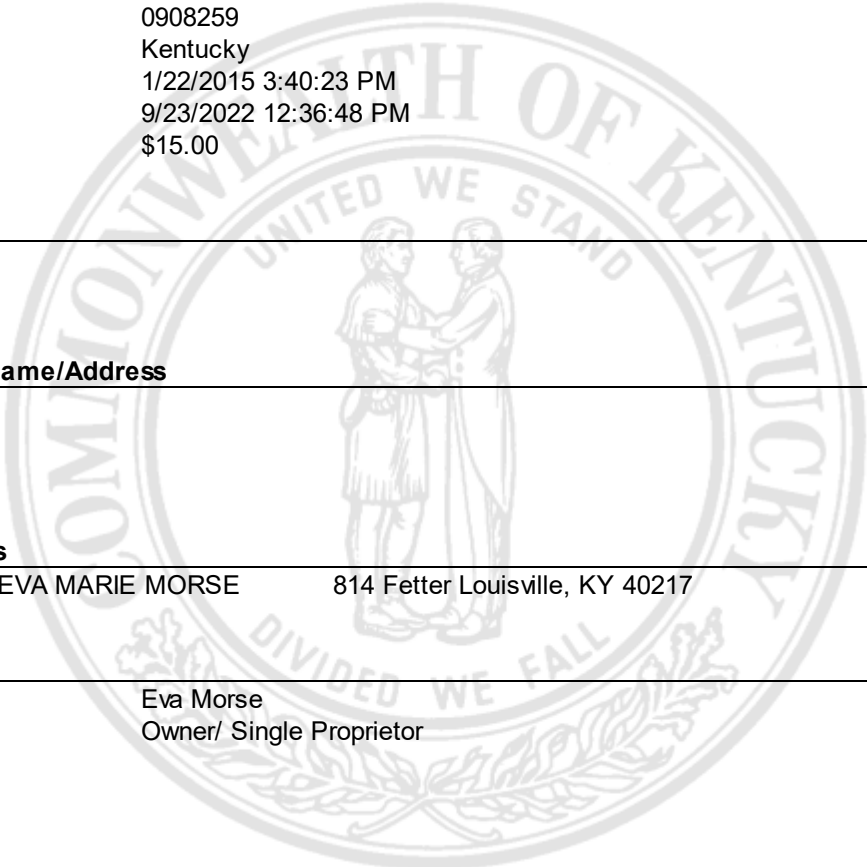 0908259
Kentucky
1/22/2015 3:40:23 PM
9/23/2022 12:36:48 PM
$15.00
COMMONWEALTH OF KENTUCKY
UNITED WE STAND
ame/Address
s
EVA MARIE MORSE 814 Fetter Louisville, KY 40217
DIVIDED WE FALL
Eva Morse
Owner/ Single Proprietor